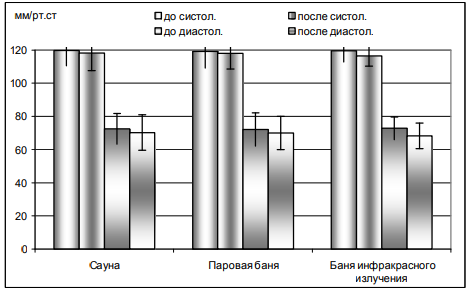 мм/рт.ст
до систол.
после систол.
до диастол.
после диастол.
120
100
80
60
40
20
0
Сауна
Паровая баня
Баня инфракрасного
излучения